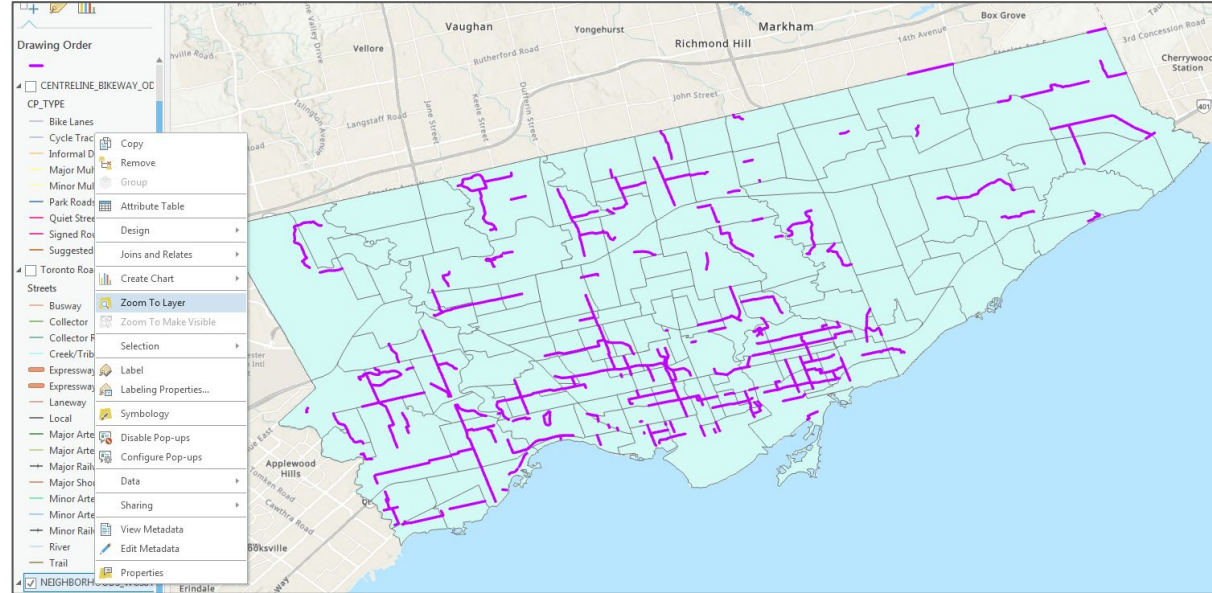 Drawing Order
CENTRELINE_BIKEWAY_OD
CP_TYPE
Bike Lanes
Cycle Trac
Informal D
Major Mul
Minor Mul
Park Roads
Quiet Stree
Signed Rou
Suggested
Toronto Roa
Streets
Busway
Collector
Collector R
Creek/Trib
Expressway
Expressway
Laneway
Local
Major Arte
Major Arte
Major Railw
Major Shor
Minor Arte
Minor Arte
Minor Railw
River
Trail
Copy
Remove
Group
Attribute Table
Design
Joins and Relates
Create Chart
Zoom To Layer
Zoom To Make Visible
Selection
Label
Labeling Properties...
Symbology
Disable Pop-ups
Configure Pop-ups
Data
Sharing
View Metadata
Edit Metadata
Properties
Vaughan
Yongehurst
Markham
Box Grove
Vellore
Rutherford Road
Richmond Hill
14th Avenue
3rd Concession Road
Cherrywood
Station
401
John Street
Langstaff Road
Islington Avenue
Jane Street
Keele Street
Dufferin Street
Applewood
Hills
Tomken Road
Cawthra Road
Erindale